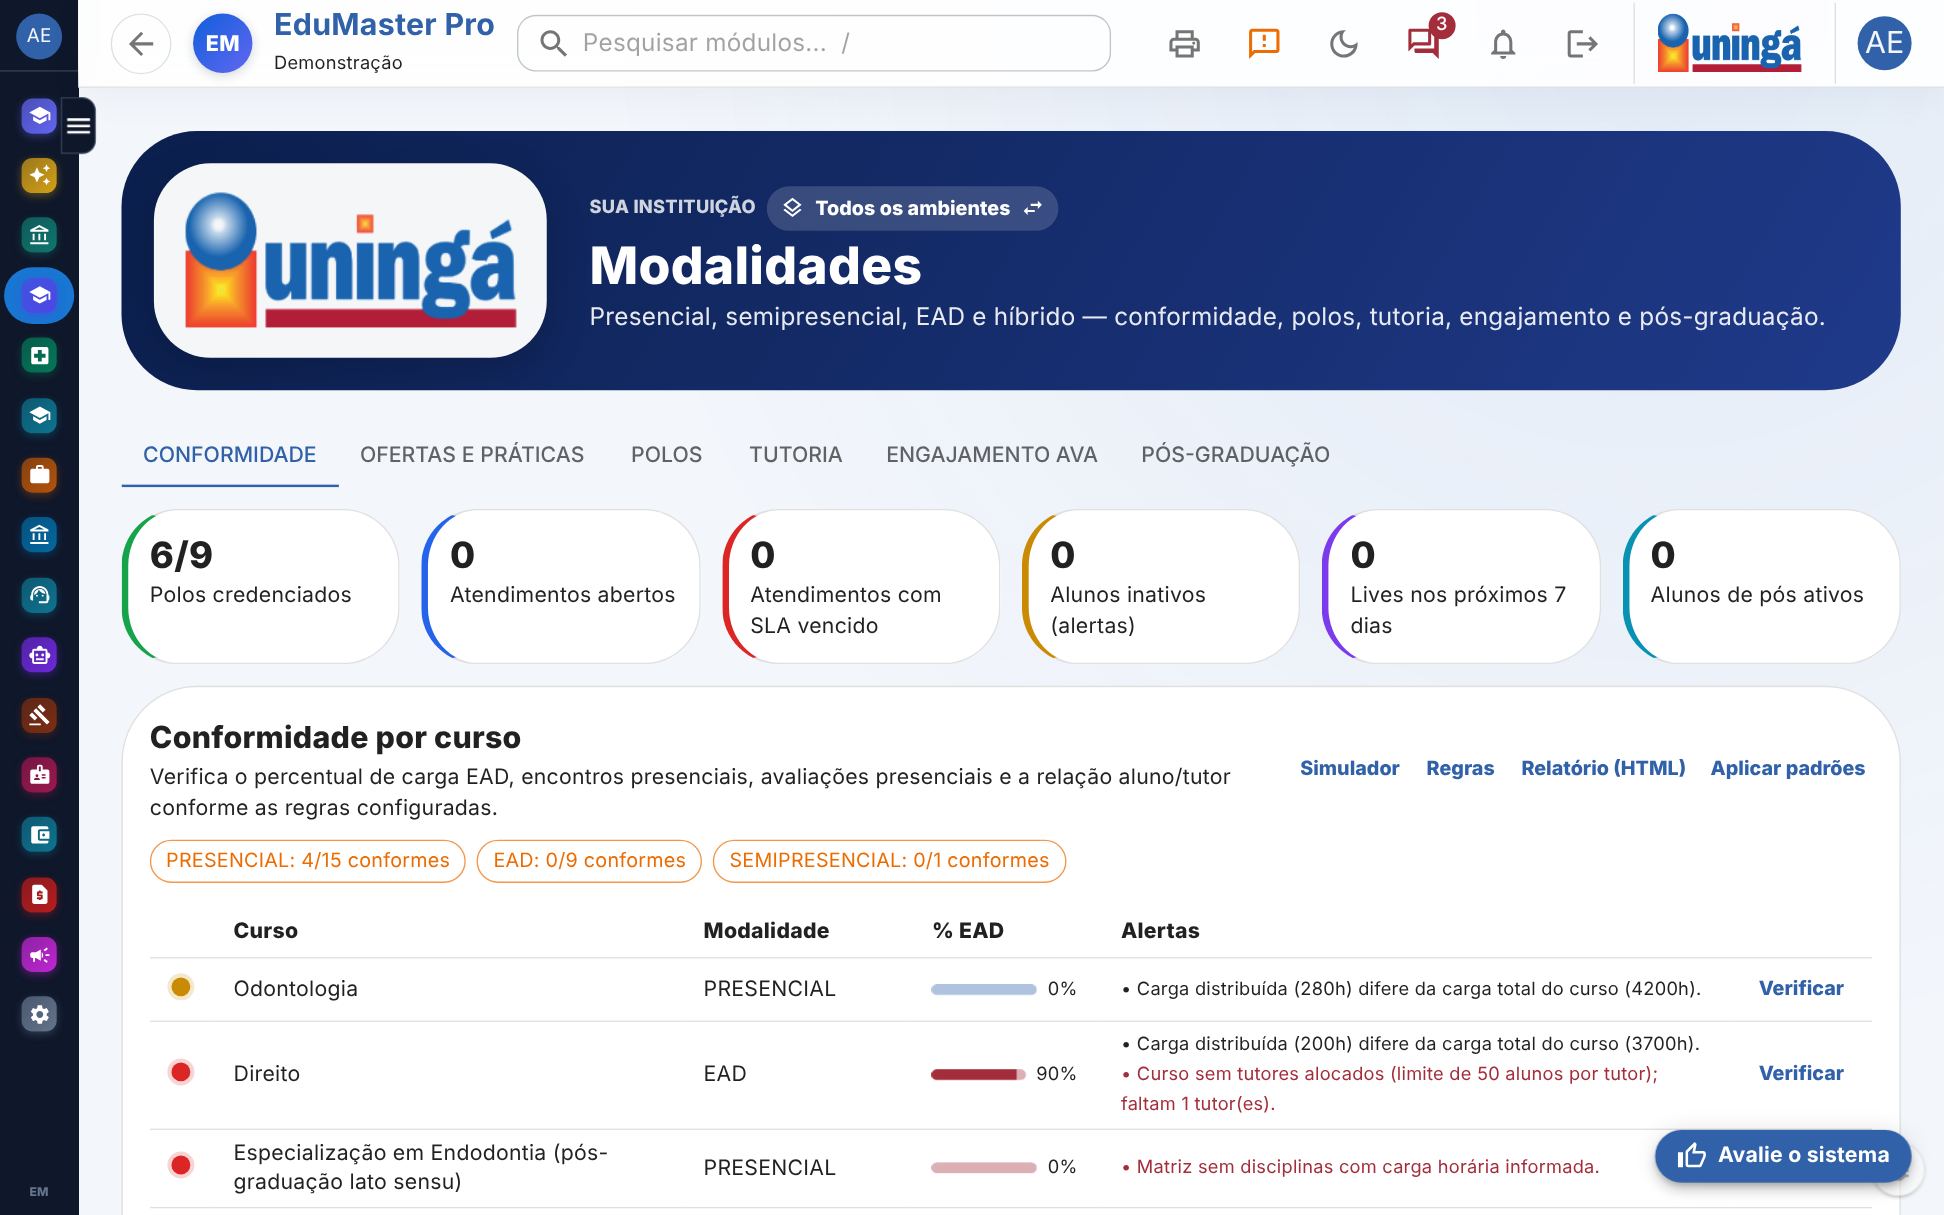 AE
EM
EduMaster Pro
Demonstração
Pesquisar módulos... /
3
uningá
AE
uningá
SUA INSTITUIÇÃO
Todos os ambientes
Modalidades
Presencial, semipresencial, EAD e híbrido — conformidade, polos, tutoria, engajamento e pós-graduação.
CONFORMIDADE
OFERTAS E PRÁTICAS
POLOS
TUTORIA
ENGAJAMENTO AVA
PÓS-GRADUAÇÃO
6/9
Polos credenciados
0
Atendimentos abertos
0
Atendimentos com
SLA vencido
0
Alunos inativos
(alertas)
0
Lives nos próximos 7
dias
0
Alunos de pós ativos
Conformidade por curso
Verifica o percentual de carga EAD, encontros presenciais, avaliações presenciais e a relação aluno/tutor
conforme as regras configuradas.
Simulador
Regras
Relatório (HTML)
Aplicar padrões
PRESENCIAL: 4/15 conformes
EAD: 0/9 conformes
SEMIPRESENCIAL: 0/1 conformes
Curso
Modalidade
% EAD
Alertas
Odontologia
PRESENCIAL
0%
• Carga distribuída (280h) difere da carga total do curso (4200h).
Verificar
Direito
EAD
90%
• Carga distribuída (200h) difere da carga total do curso (3700h).
• Curso sem tutores alocados (limite de 50 alunos por tutor);
faltam 1 tutor(es).
Verificar
Especialização em Endodontia (pós-
graduação lato sensu)
PRESENCIAL
0%
• Matriz sem disciplinas com carga horária informada.
Avalie o sistema
EM